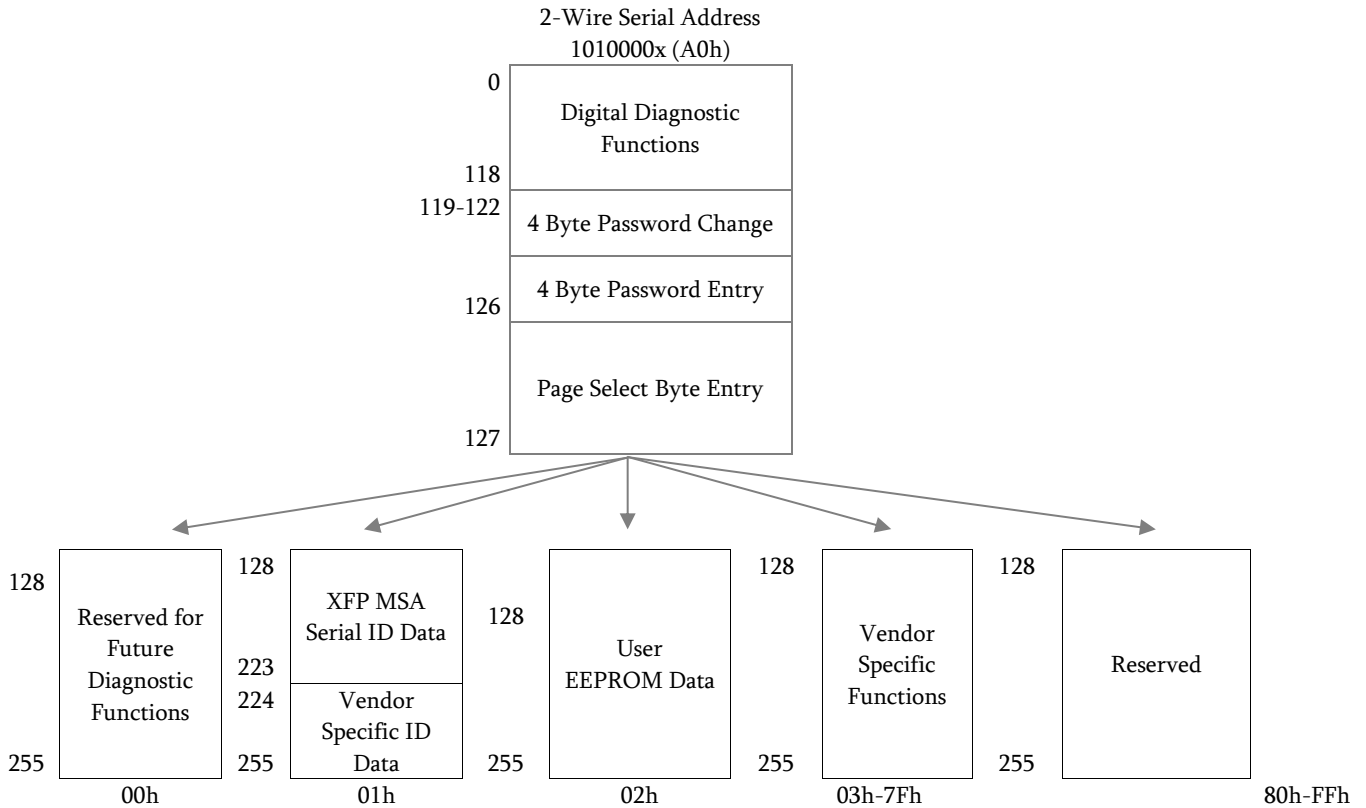 2-Wire Serial Address
1010000x (A0h)
0
Digital Diagnostic
Functions
118
119-122
4 Byte Password Change
4 Byte Password Entry
126
Page Select Byte Entry
127
128
Reserved for
Future
Diagnostic
Functions
255
00h
128
XFP MSA
Serial ID Data
223
224
Vendor
Specific ID
Data
255
01h
128
User
EEPROM Data
255
02h
128
Vendor
Specific
Functions
255
03h-7Fh
128
Reserved
255
80h-FFh